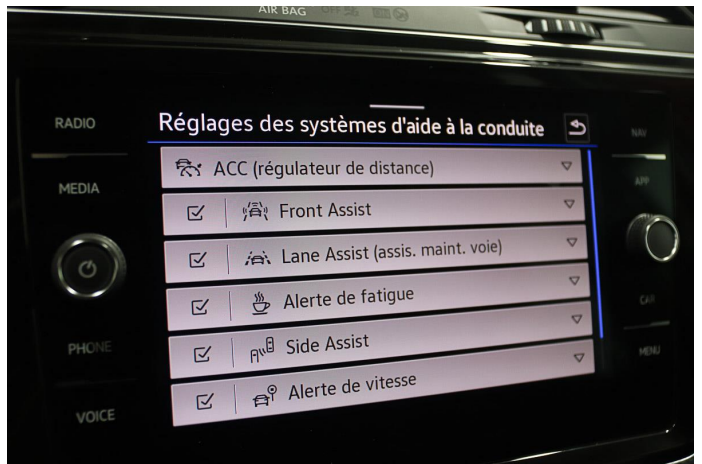 AIR BAG
RADIO
MEDIA
PHONE
VOICE
Réglages des systèmes d'aide à la conduite
ACC (régulateur de distance)
Front Assist
Lane Assist (assis. maint. voie)
Alerte de fatigue
Side Assist
Alerte de vitesse
NAV
APP
CAR
MENU